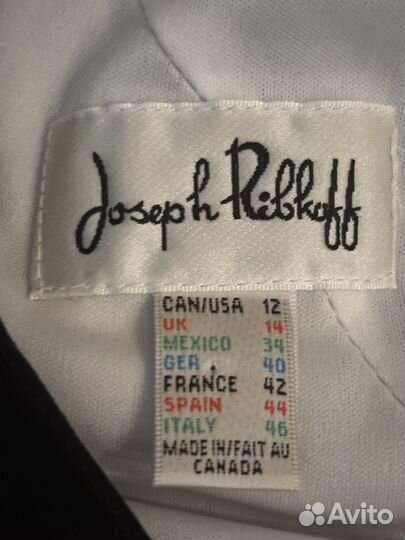 Joseph Ribkoff
CAN/USA 12
UK 14
MEXICO 34
GER. 40
FRANCE 42
SPAIN 44
ITALY 46
MADE IN/FAIT AU
CANADA
Avito